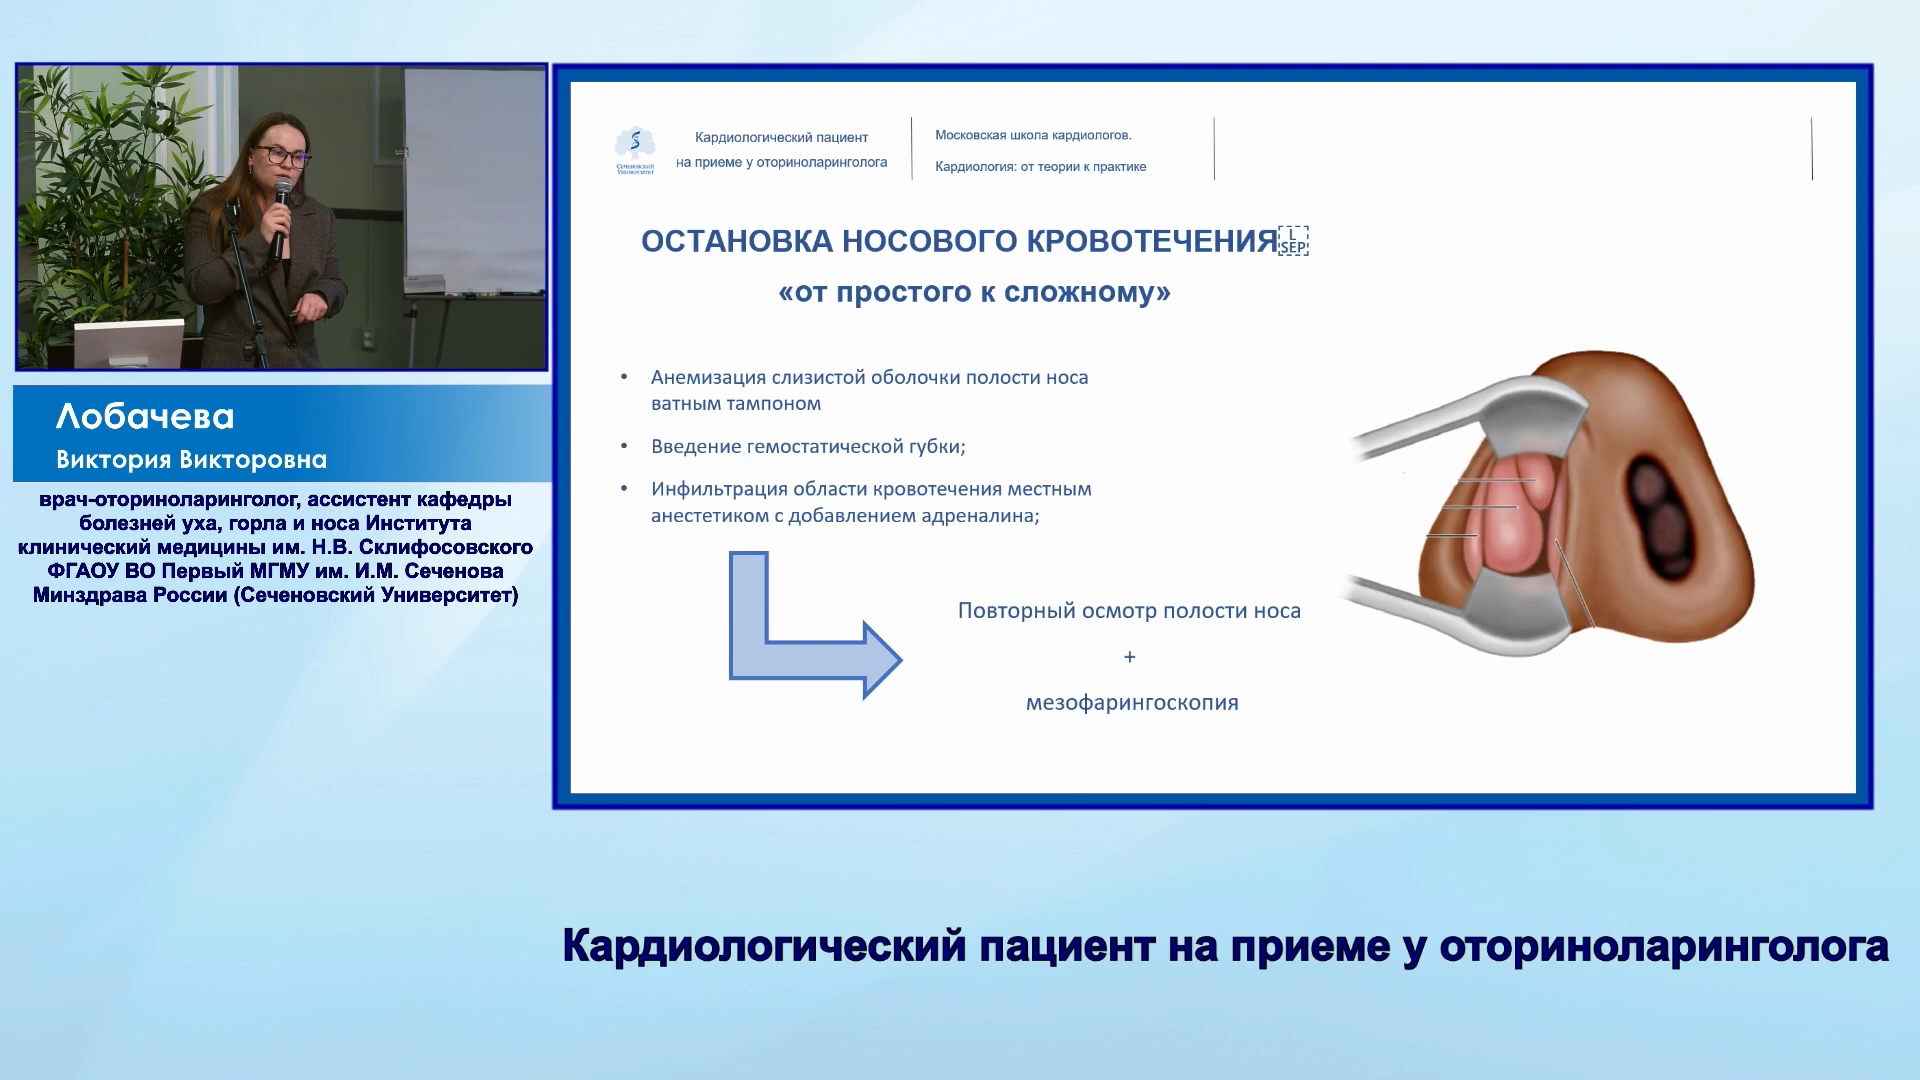 Лобачева
Виктория Викторовна
врач-оториноларинголог, ассистент кафедры
болезней уха, горла и носа Института
клинический медицины им. Н.В. Склифосовского
ФГАОУ ВО Первый МГМУ им. И.М. Сеченова
Минздрава России (Сеченовский Университет)
Сеченовский
Университет
Кардиологический пациент
на приеме у оториноларинголога
Московская школа кардиологов.
Кардиология: от теории к практике
ОСТАНОВКА НОСОВОГО КРОВОТЕЧЕНИЯ L SEP
«от простого к сложному»
• Анемизация слизистой оболочки полости носа
ватным тампоном
• Введение гемостатической губки;
• Инфильтрация области кровотечения местным
анестетиком с добавлением адреналина;
Повторный осмотр полости носа
+
мезофарингоскопия
Кардиологический пациент на приеме у оториноларинголога